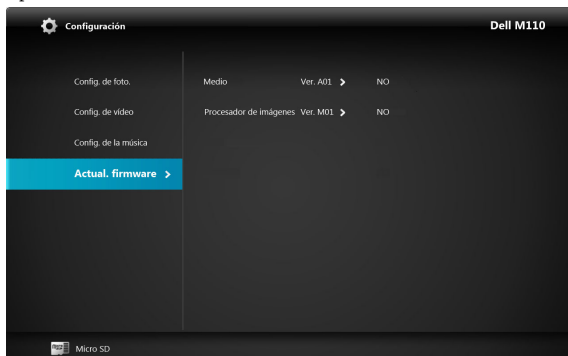 Configuración Dell M110
Config. de foto. Medio Ver. A01 NO
Config. de vídeo Procesador de imágenes Ver. M01 NO
Config. de la música
Actual. firmware
Micro SD